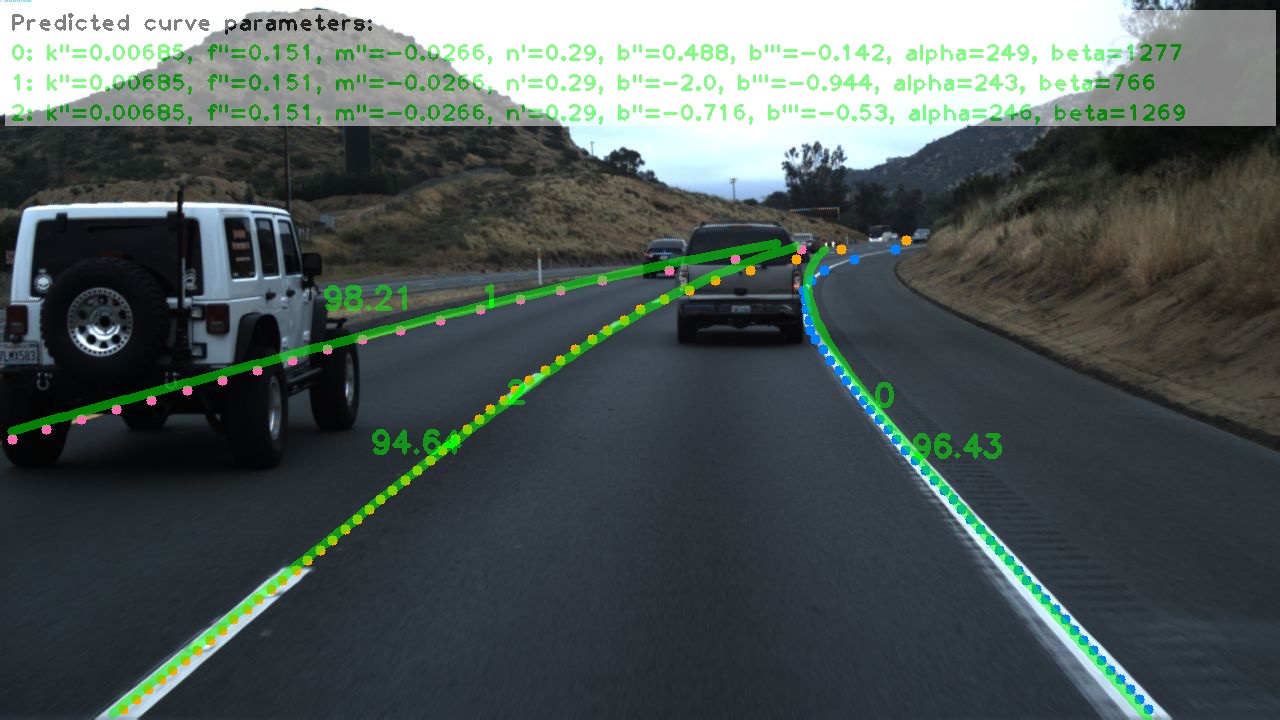 Predicted curve parameters:
0: k''=0.00685, f''=0.151, m''=-0.0266, n'=0.29, b''=0.488, b'''=-0.142, alpha=249, beta=1277
1: k''=0.00685, f''=0.151, m''=-0.0266, n'=0.29, b''=-2.0, b'''=-0.944, alpha=243, beta=766
2: k''=0.00685, f''=0.151, m''=-0.0266, n'=0.29, b''=-0.716, b'''=-0.53, alpha=246, beta=1269
98.21
1
2
0
94.64
96.43